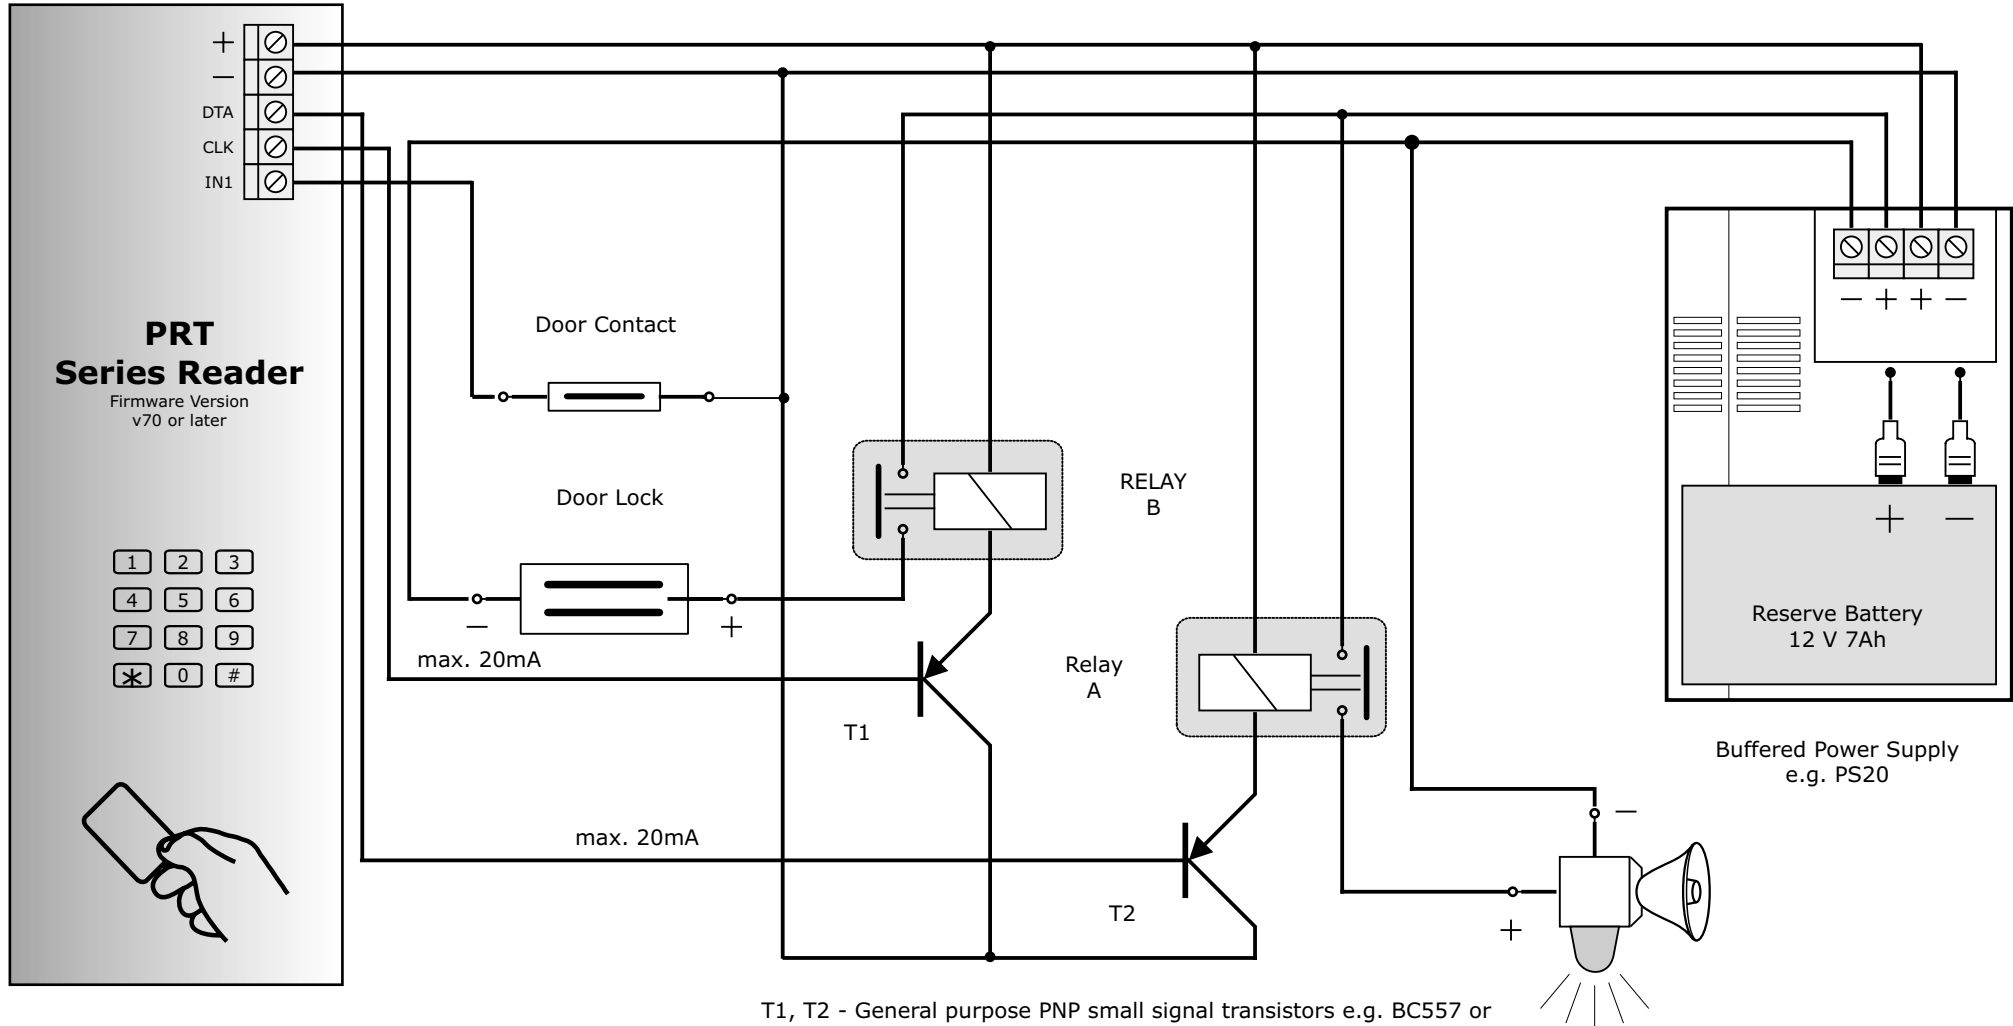 +
—
DTA
CLK
IN1
PRT
Series Reader
Firmware Version
v70 or later
1 2 3
4 5 6
7 8 9
* 0 #
Door Contact
Door Lock
— +
RELAY
B
max. 20mA
T1
Relay
A
max. 20mA
T2
— + + —
+ —
Reserve Battery
12 V 7Ah
Buffered Power Supply
e.g. PS20
—
+
T1, T2 - General purpose PNP small signal transistors e.g. BC557 or